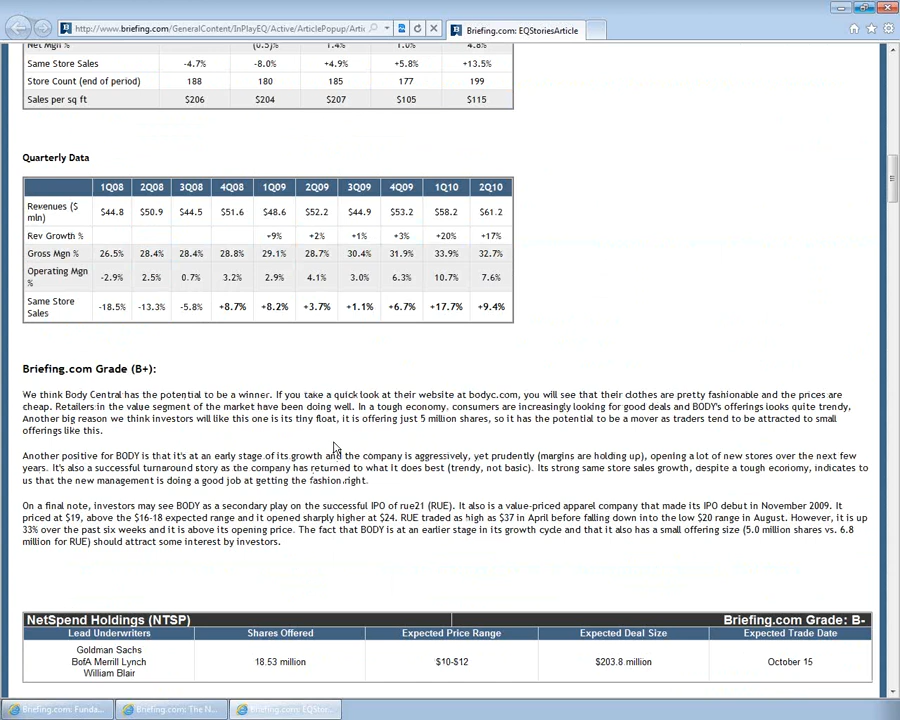 http://www.briefing.com/GeneralContent/InPlayEQ/Active/ArticlePopup/Artic
Briefing.com: EQStoriesArticle
Net Mgn % (0.5)% 1.4% 1.0% 4.8%
Same Store Sales -4.7% -8.0% +4.9% +5.8% +13.5%
Store Count (end of period) 188 180 185 177 199
Sales per sq ft $206 $204 $207 $105 $115
Quarterly Data
1Q08 2Q08 3Q08 4Q08 1Q09 2Q09 3Q09 4Q09 1Q10 2Q10
Revenues ($ mln) $44.8 $50.9 $44.5 $51.6 $48.6 $52.2 $44.9 $53.2 $58.2 $61.2
Rev Growth % +9% +2% +1% +3% +20% +17%
Gross Mgn % 26.5% 28.4% 28.4% 28.8% 29.1% 28.7% 30.4% 31.9% 33.9% 32.7%
Operating Mgn % -2.9% 2.5% 0.7% 3.2% 2.9% 4.1% 3.0% 6.3% 10.7% 7.6%
Same Store Sales -18.5% -13.3% -5.8% +8.7% +8.2% +3.7% +1.1% +6.7% +17.7% +9.4%
Briefing.com Grade (B+):
We think Body Central has the potential to be a winner. If you take a quick look at their website at bodyc.com, you will see that their clothes are pretty fashionable and the prices are
cheap. Retailers in the value segment of the market have been doing well. In a tough economy. consumers are increasingly looking for good deals and BODY's offerings looks quite trendy.
Another big reason we think investors will like this one is its tiny float, it is offering just 5 million shares, so it has the potential to be a mover as traders tend to be attracted to small
offerings like this.
Another positive for BODY is that it's at an early stage of its growth and the company is aggressively, yet prudently (margins are holding up), opening a lot of new stores over the next few
years. It's also a successful turnaround story as the company has returned to what it does best (trendy, not basic). Its strong same store sales growth, despite a tough economy, indicates to
us that the new management is doing a good job at getting the fashion right.
On a final note, investors may see BODY as a secondary play on the successful IPO of rue21 (RUE). It also is a value-priced apparel company that made its IPO debut in November 2009. It
priced at $19, above the $16-18 expected range and it opened sharply higher at $24. RUE traded as high as $37 in April before falling down into the low $20 range in August. However, it is up
33% over the past six weeks and it is above its opening price. The fact that BODY is at an earlier stage in its growth cycle and that it also has a small offering size (5.0 million shares vs. 6.8
million for RUE) should attract some interest by investors.
NetSpend Holdings (NTSP) Briefing.com Grade: B-
Lead Underwriters Shares Offered Expected Price Range Expected Deal Size Expected Trade Date
Goldman Sachs
BofA Merrill Lynch 18.53 million $10-$12 $203.8 million October 15
William Blair
Briefing.com: Funda... Briefing.com: The N... Briefing.com: EQStor...